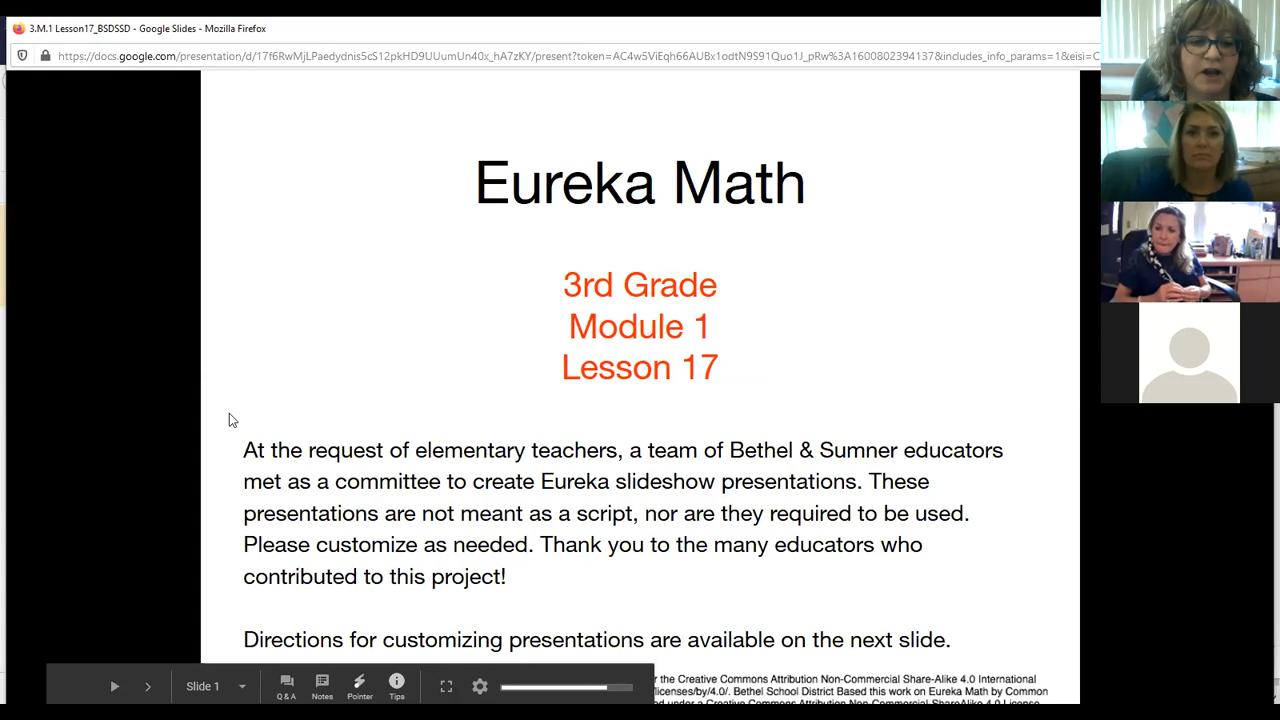 3.M.1 Lesson17_BSDSSD - Google Slides - Mozilla Firefox
https://docs.google.com/presentation/d/17f6RwMjLPaedydnis5cS12pkHD9UUumUn40x_hA7zKY/present?token=AC4w5ViEqh66AUBx1odtN9S91Quo1J_pRw%3A1600802394137&includes_info_params=1&eisi=C
Eureka Math
3rd Grade
Module 1
Lesson 17
At the request of elementary teachers, a team of Bethel & Sumner educators
met as a committee to create Eureka slideshow presentations. These
presentations are not meant as a script, nor are they required to be used.
Please customize as needed. Thank you to the many educators who
contributed to this project!
Directions for customizing presentations are available on the next slide.
r the Creative Commons Attribution Non-Commercial Share-Alike 4.0 International
licenses/by/4.0/. Bethel School District Based this work on Eureka Math by Common
under a Creative Commons Attribution Non-Commercial ShareAlike 4.0 License
Slide 1
Q & A
Notes
Pointer
Tips